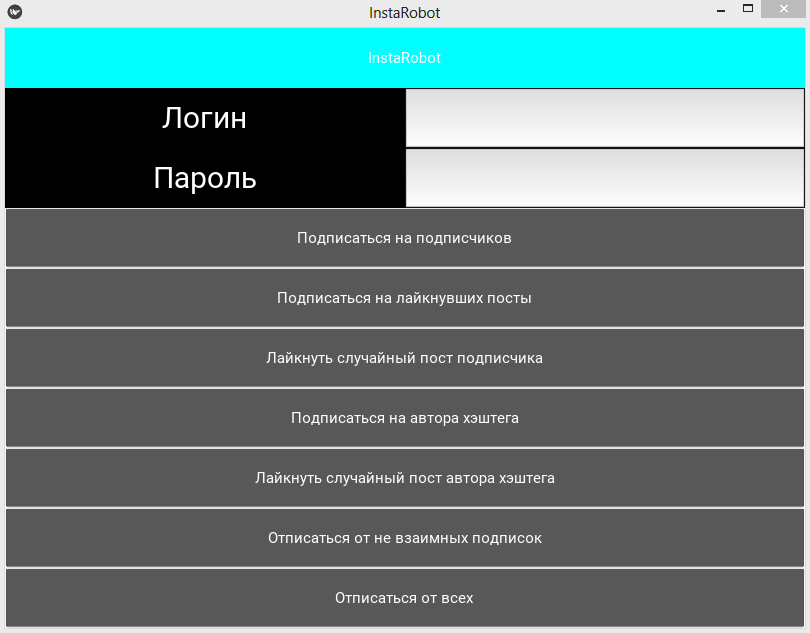 InstaRobot
InstaRobot
Логин
Пароль
Подписаться на подписчиков
Подписаться на лайкнувших посты
Лайкнуть случайный пост подписчика
Подписаться на автора хэштега
Лайкнуть случайный пост автора хэштега
Отписаться от не взаимных подписок
Отписаться от всех